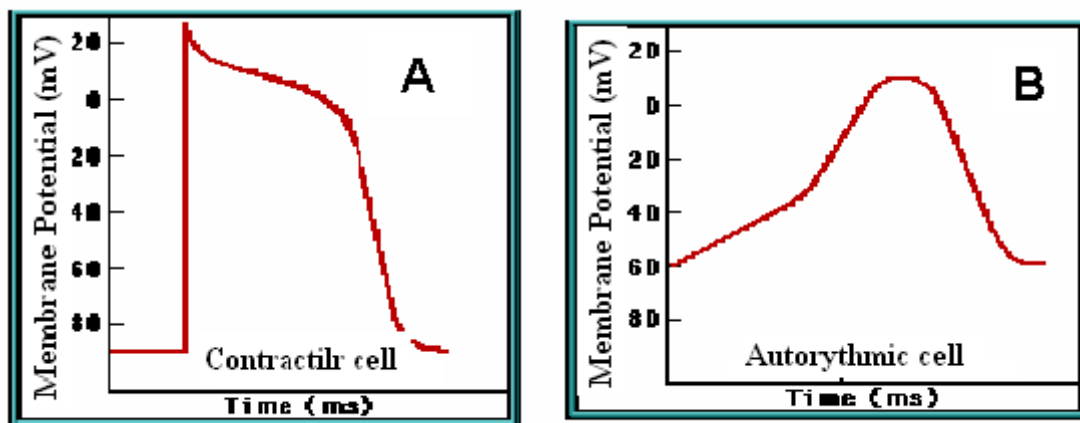 Membrane Potential (mV)
20
0
20
40
60
80
A
Contractilr cell
Time (ms)
Membrane Potential (mV)
20
0
20
40
60
80
B
Autorythmic cell
Time (ms)